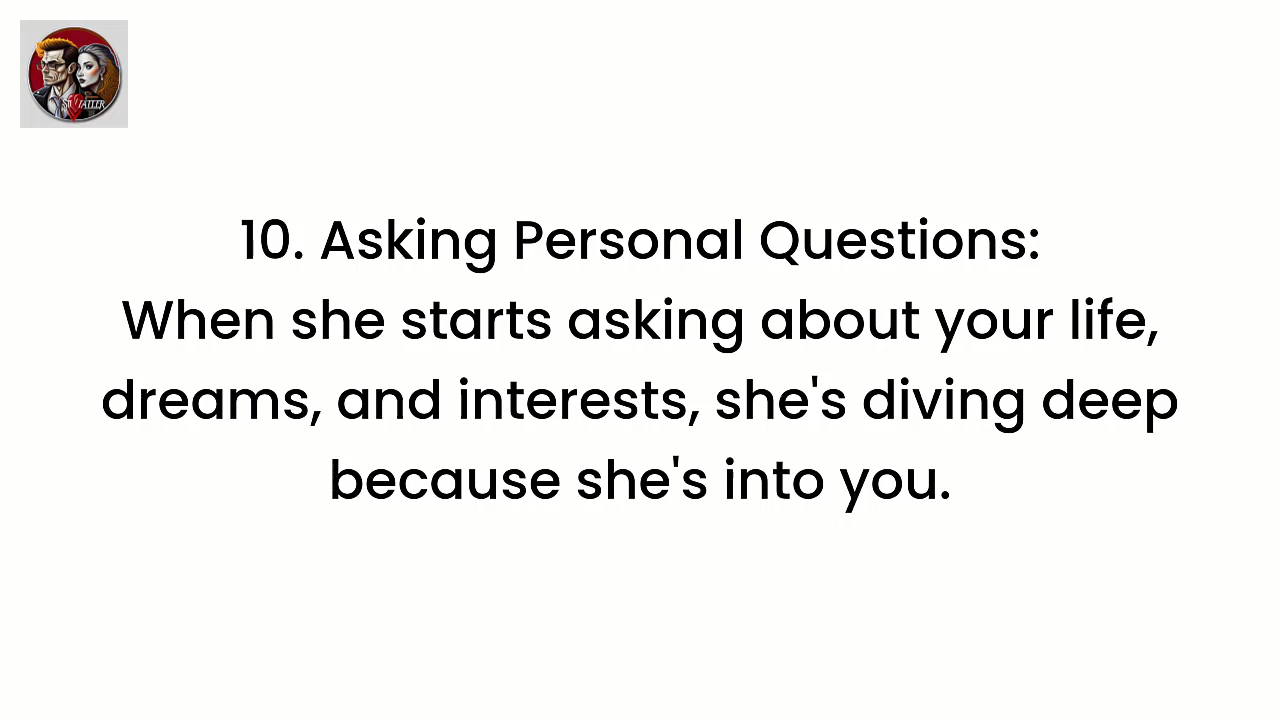 10. Asking Personal Questions:
When she starts asking about your life,
dreams, and interests, she's diving deep
because she's into you.